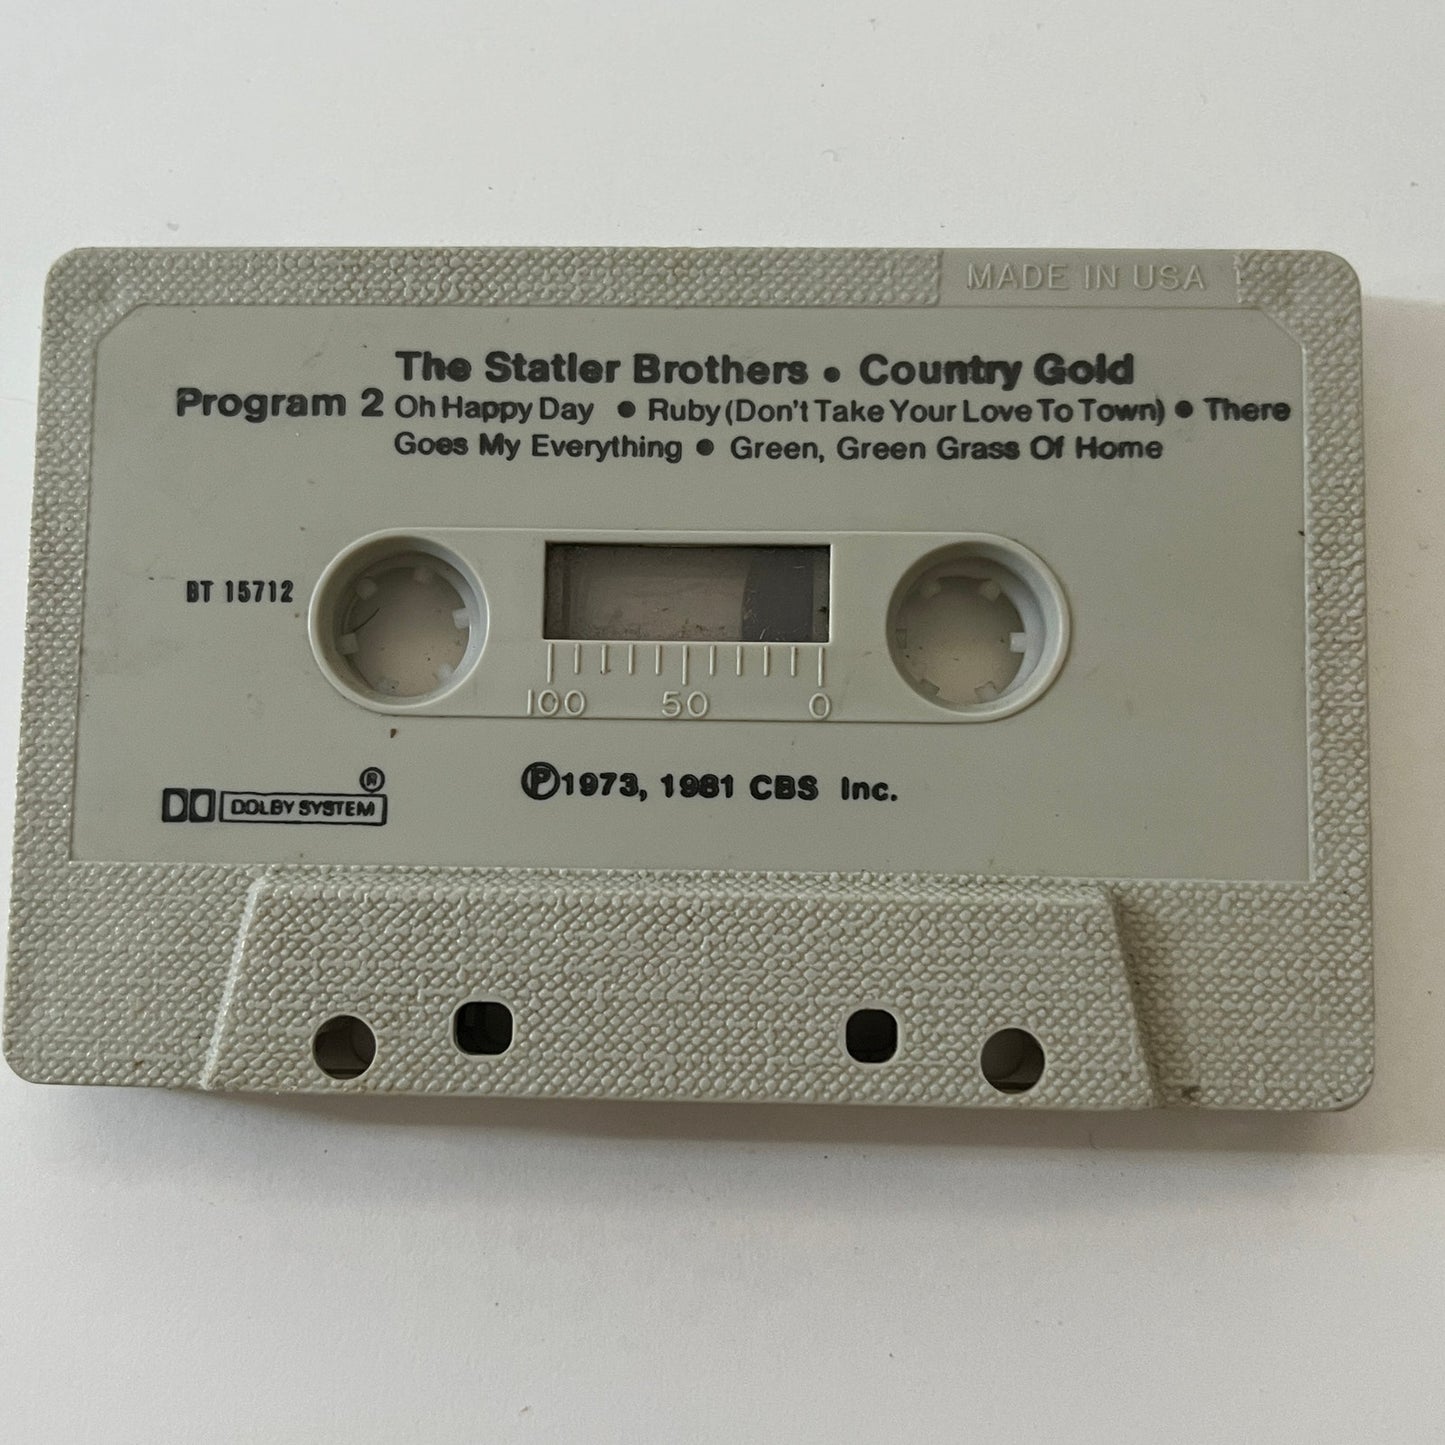 MADE IN USA
The Statler Brothers • Country Gold
Program 2 Oh Happy Day • Ruby (Don't Take Your Love To Town) • There
Goes My Everything • Green, Green Grass Of Home
BT 15712
100 50 0
℗1973, 1981 CBS Inc.
®
DOLBY SYSTEM